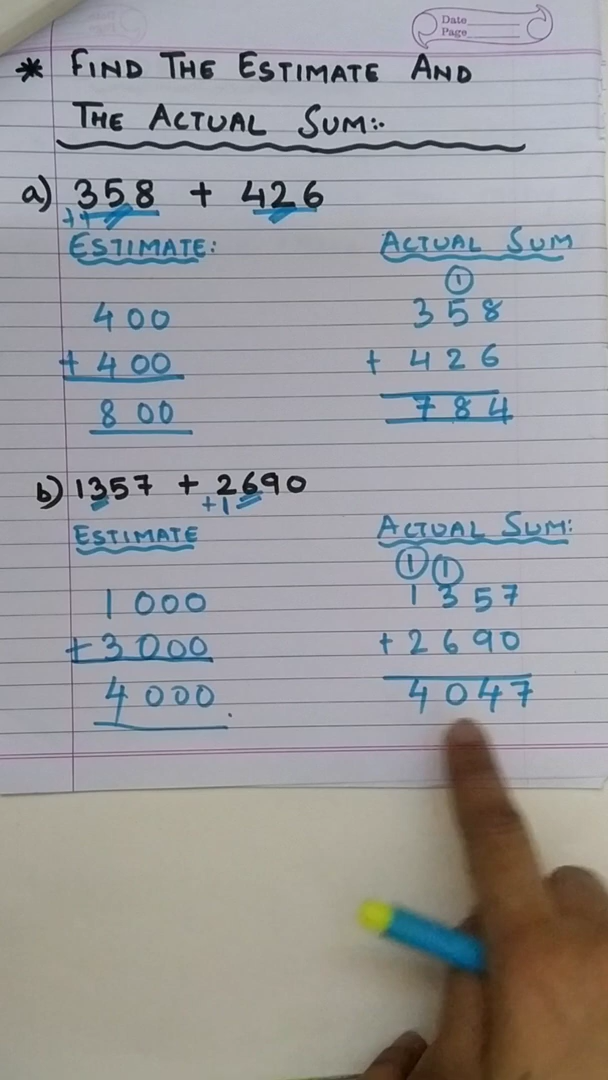 Date
Page
* FIND THE ESTIMATE AND
THE ACTUAL SUM:-
a) 358 + 426
++
ESTIMATE:
400
+ 400
800
ACTUAL SUM
1
358
+ 426
784
b) 1357 + 2690
+1
ESTIMATE
1000
+3000
4000.
ACTUAL SUM:
1 1
1357
+ 2690
4047